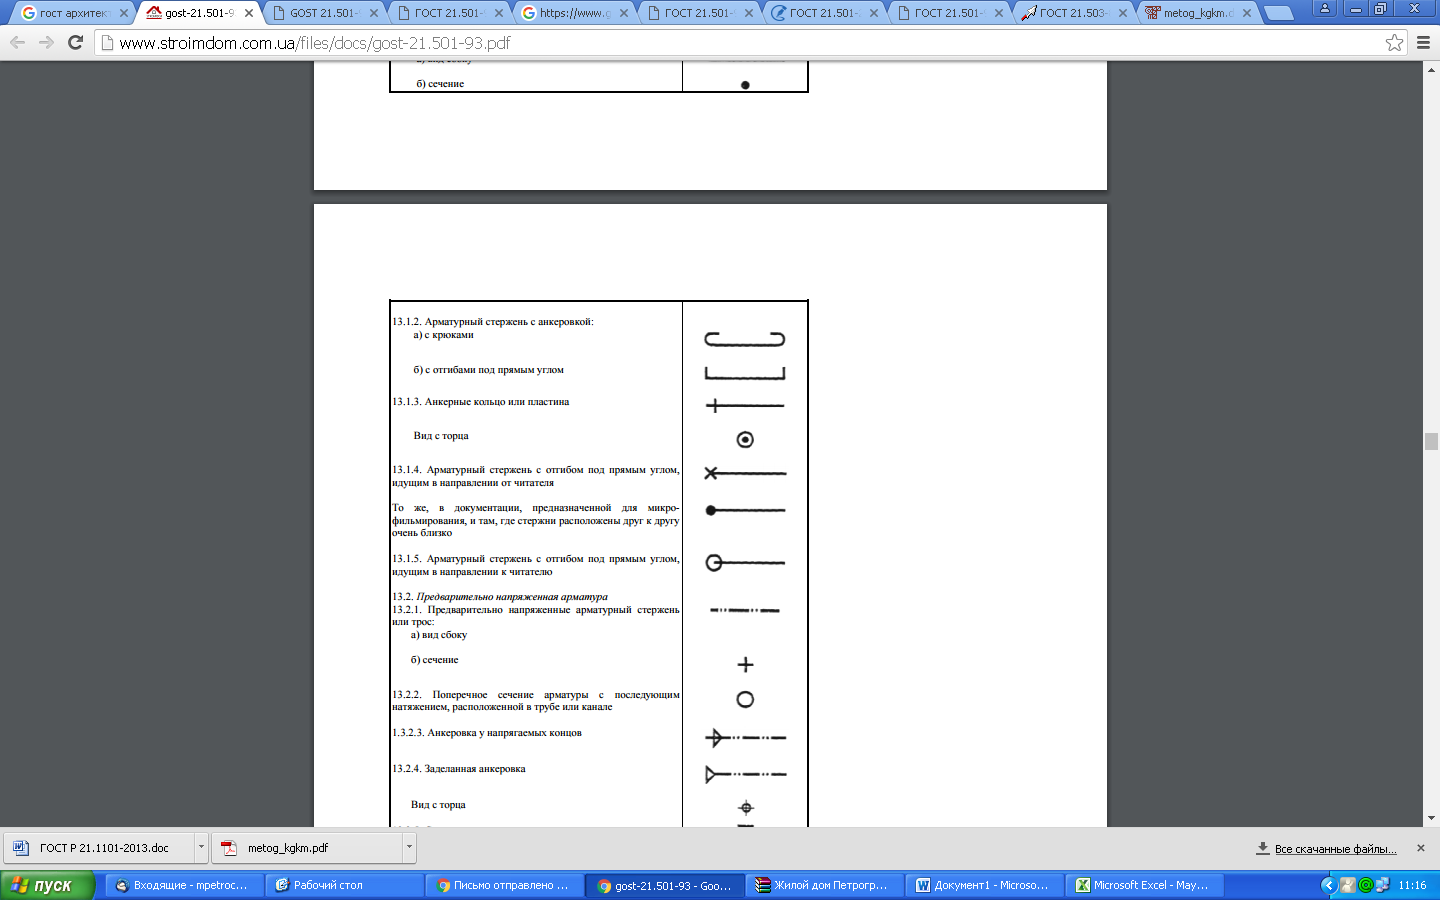 гост архитект
gost-21.501-9
GOST 21.501-
ГОСТ 21.501-
https://www.g
ГОСТ 21.501-
ГОСТ 21.501-
ГОСТ 21.501-
ГОСТ 21.503-
metog_kgkm.d
www.stroimdom.com.ua/files/docs/gost-21.501-93.pdf
б) сечение
13.1.2. Арматурный стержень с анкеровкой:
а) с крюками
б) с отгибами под прямым углом
13.1.3. Анкерные кольцо или пластина
Вид с торца
13.1.4. Арматурный стержень с отгибом под прямым углом,
идущим в направлении от читателя
То же, в документации, предназначенной для микро-
фильмирования, и там, где стержни расположены друг к другу
очень близко
13.1.5. Арматурный стержень с отгибом под прямым углом,
идущим в направлении к читателю
13.2. Предварительно напряженная арматура
13.2.1. Предварительно напряженные арматурный стержень
или трос:
а) вид сбоку
б) сечение
13.2.2. Поперечное сечение арматуры с последующим
натяжением, расположенной в трубе или канале
1.3.2.3. Анкеровка у напрягаемых концов
13.2.4. Заделанная анкеровка
Вид с торца
ГОСТ Р 21.1101-2013.doc
metog_kgkm.pdf
Все скачанные файлы...
пуск
Входящие - mpetroc...
Рабочий стол
Письмо отправлено ...
gost-21.501-93 - Goo...
Жилой дом Петрогр...
Документ1 - Microso...
Microsoft Excel - May...
11:16